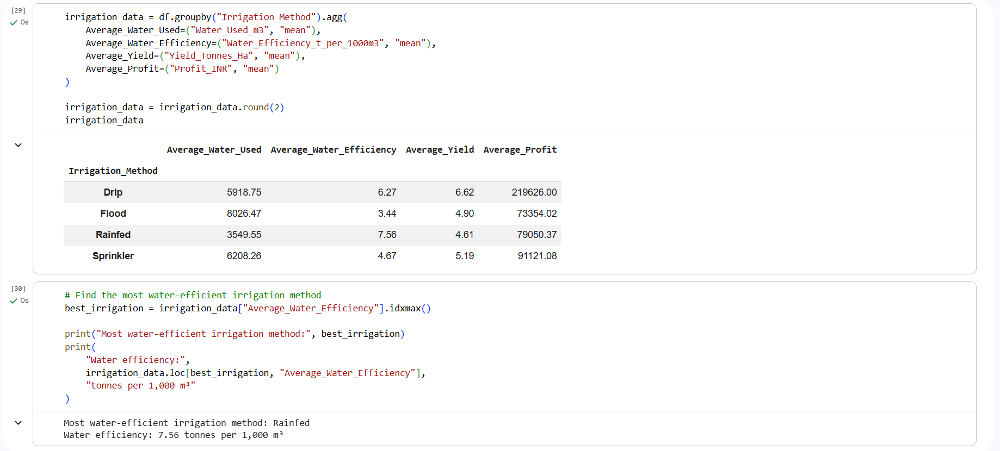 [29]
0s
irrigation_data = df.groupby("Irrigation_Method").agg(
    Average_Water_Used=("Water_Used_m3", "mean"),
    Average_Water_Efficiency=("Water_Efficiency_t_per_1000m3", "mean"),
    Average_Yield=("Yield_Tonnes_Ha", "mean"),
    Average_Profit=("Profit_INR", "mean")
)
irrigation_data = irrigation_data.round(2)
irrigation_data
Average_Water_Used Average_Water_Efficiency Average_Yield Average_Profit
Irrigation_Method
Drip 5918.75 6.27 6.62 219626.00
Flood 8026.47 3.44 4.90 73354.02
Rainfed 3549.55 7.56 4.61 79050.37
Sprinkler 6208.26 4.67 5.19 91121.08
[30]
0s
# Find the most water-efficient irrigation method
best_irrigation = irrigation_data["Average_Water_Efficiency"].idxmax()
print("Most water-efficient irrigation method:", best_irrigation)
print(
    "Water efficiency:",
    irrigation_data.loc[best_irrigation, "Average_Water_Efficiency"],
    "tonnes per 1,000 m³"
)
Most water-efficient irrigation method: Rainfed
Water efficiency: 7.56 tonnes per 1,000 m³